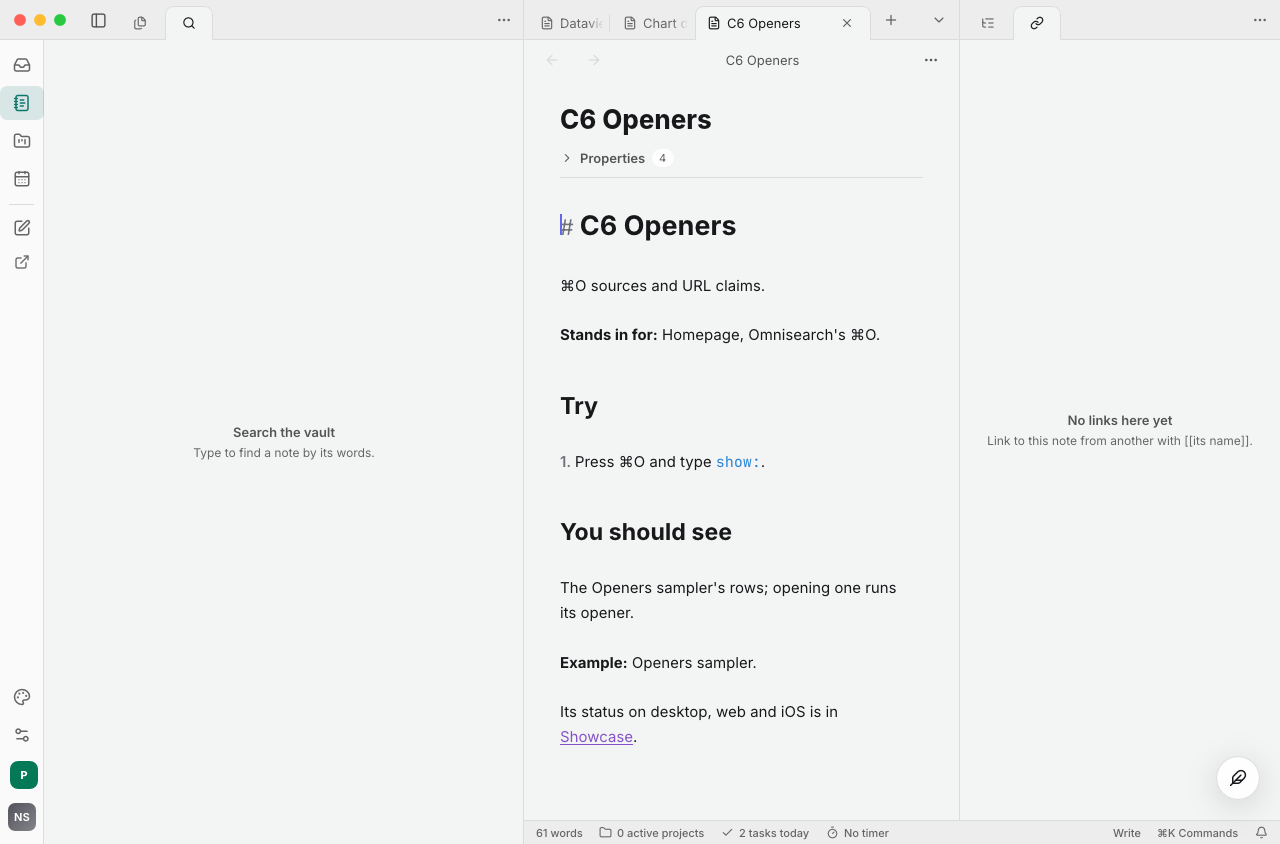 Datavie
Chart o
C6 Openers
C6 Openers
C6 Openers
Properties 4
# C6 Openers
⌘O sources and URL claims.
Stands in for: Homepage, Omnisearch's ⌘O.
Try
1. Press ⌘O and type show:.
You should see
The Openers sampler's rows; opening one runs
its opener.
Example: Openers sampler.
Its status on desktop, web and iOS is in
Showcase.
Search the vault
Type to find a note by its words.
No links here yet
Link to this note from another with [[its name]].
P
NS
61 words
0 active projects
2 tasks today
No timer
Write
⌘K Commands